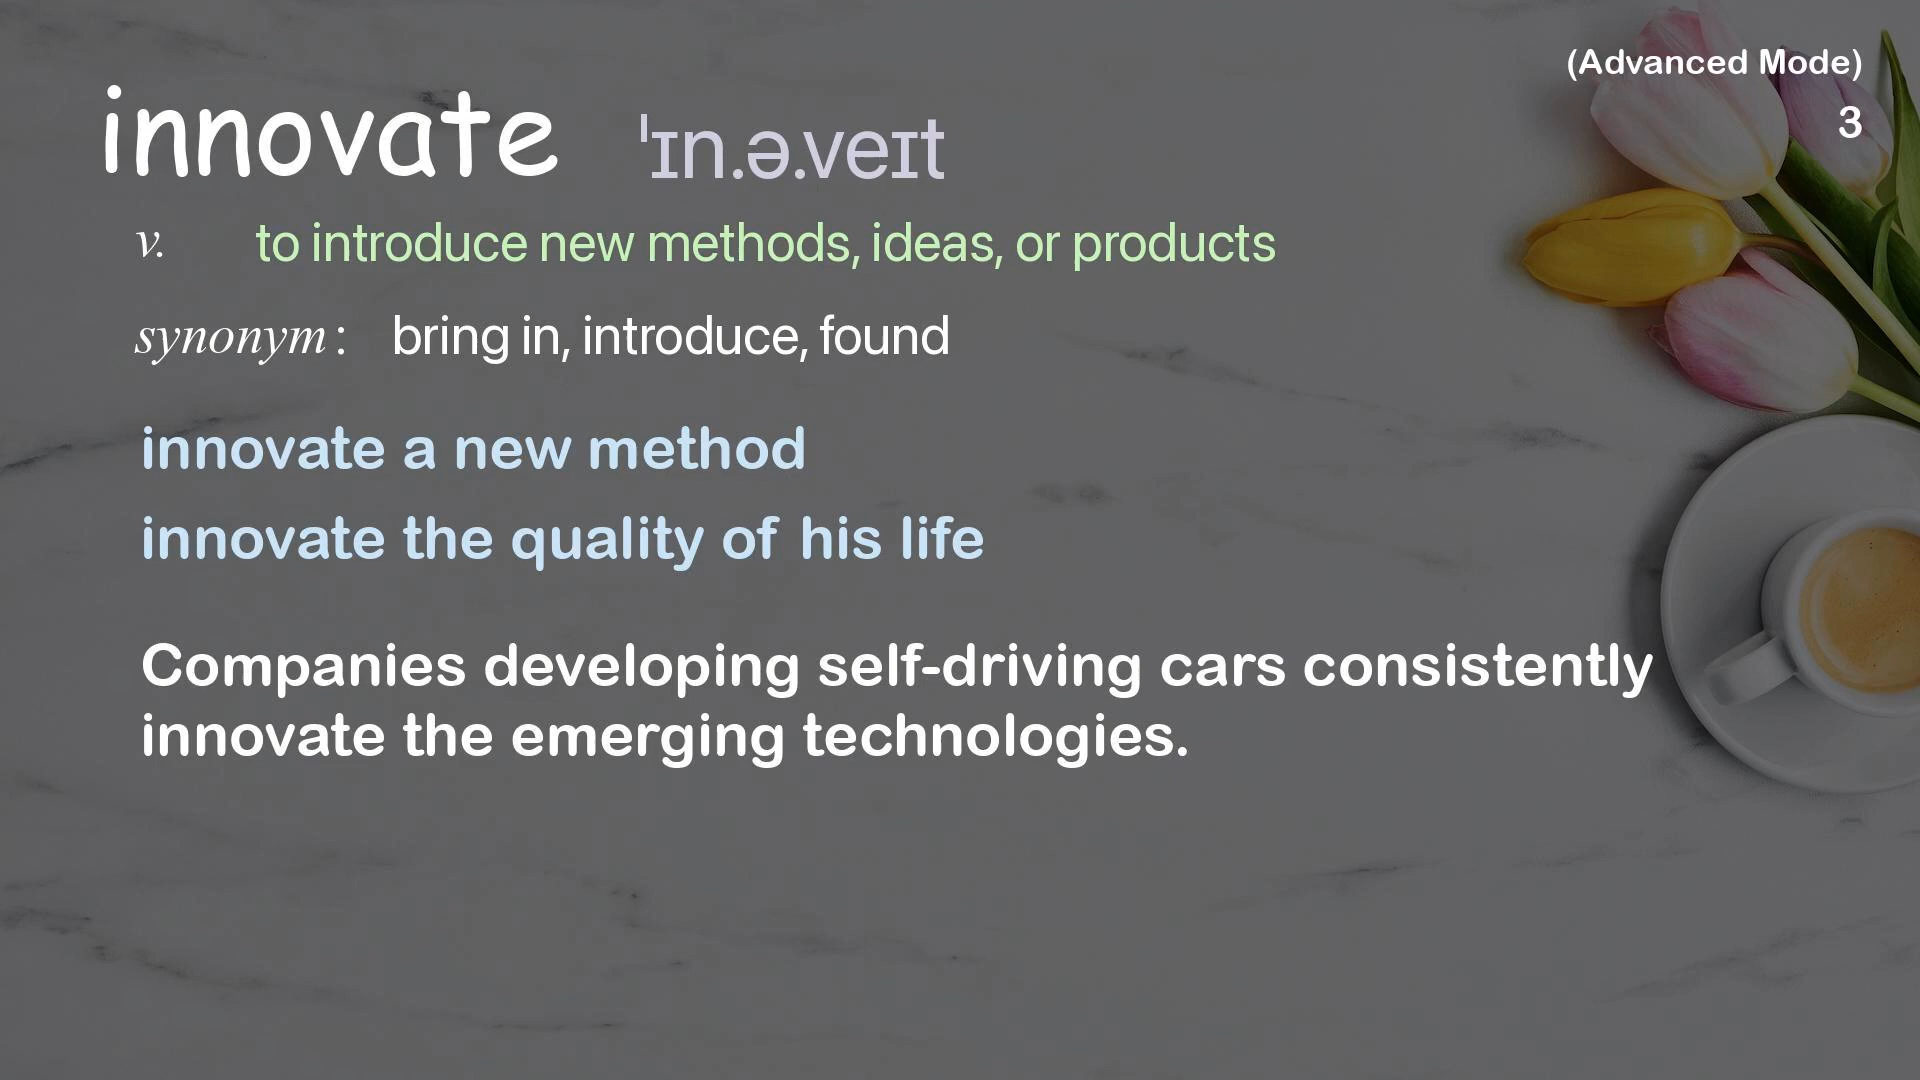 (Advanced Mode)
3
innovate ˈɪn.ə.veɪt
v. to introduce new methods, ideas, or products
synonym: bring in, introduce, found
innovate a new method
innovate the quality of his life
Companies developing self-driving cars consistently
innovate the emerging technologies.